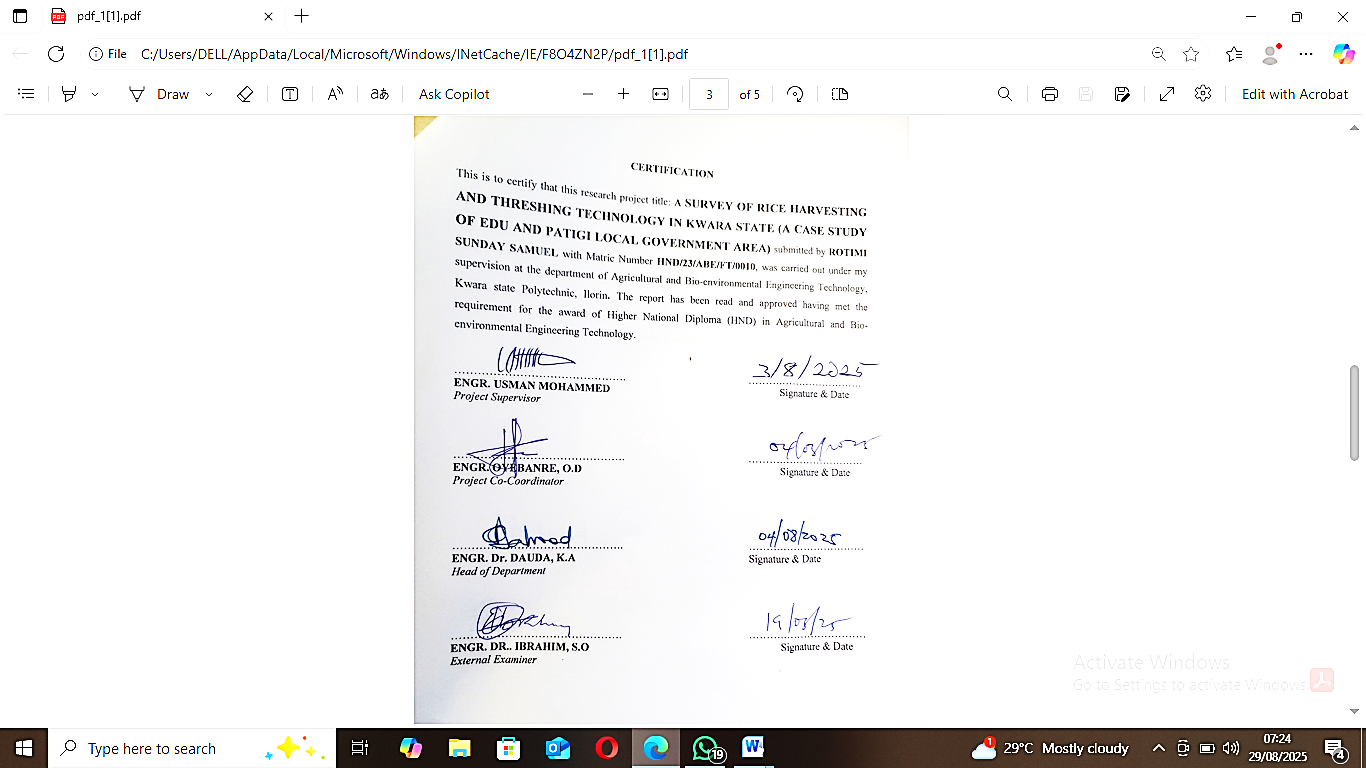 pdf_1[1].pdf
File C:/Users/DELL/AppData/Local/Microsoft/Windows/INetCache/IE/F8O4ZN2P/pdf_1[1].pdf
Draw
Ask Copilot
3 of 5
Edit with Acrobat
CERTIFICATION
This is to certify that this research project title: A SURVEY OF RICE HARVESTING
AND THRESHING TECHNOLOGY IN KWARA STATE (A CASE STUDY
OF EDU AND PATIGI LOCAL GOVERNMENT AREA) submitted by ROTIMI
SUNDAY SAMUEL with Matric Number HND/23/ABE/FT/0010, was carried out under my
supervision at the department of Agricultural and Bio-environmental Engineering Technology,
Kwara state Polytechnic, Ilorin. The report has been read and approved having met the
requirement for the award of Higher National Diploma (HND) in Agricultural and Bio-
environmental Engineering Technology.
3/8/2025
ENGR. USMAN MOHAMMED
Project Supervisor
Signature & Date
04/08/2025
ENGR. OYEBANRE, O.D
Project Co-Coordinator
Signature & Date
04/08/2025
ENGR. Dr. DAUDA, K.A
Head of Department
Signature & Date
19/08/25
ENGR. DR.. IBRAHIM, S.O
External Examiner
Signature & Date
Activate Windows
Go to Settings to activate Windows.
Type here to search
19
1
29°C Mostly cloudy
07:24
29/08/2025
4